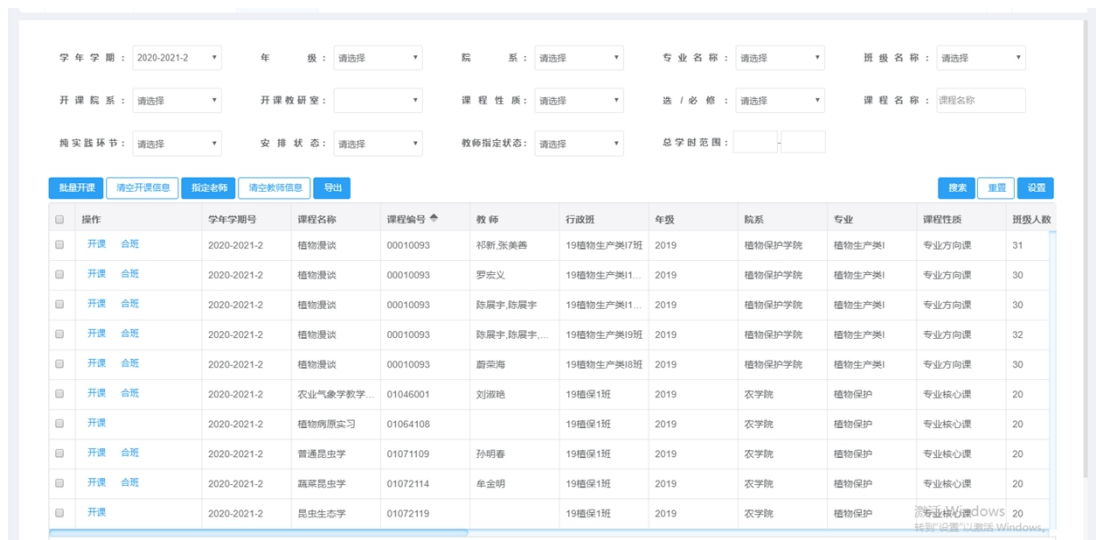 学年学期： 2020-2021-2 年 级： 请选择 院 系： 请选择 专业名称： 请选择 班级名称： 请选择
开课院系： 请选择 开课教研室： 课程性质： 请选择 选/必修： 请选择 课程名称： 课程名称
纯实践环节： 请选择 安排状态： 请选择 教师指定状态： 请选择 总学时范围： -
批量开课 清空开课信息 指定老师 清空教师信息 导出 搜索 重置 设置
操作 学年学期号 课程名称 课程编号 教师 行政班 年级 院系 专业 课程性质 班级人数
开课 合班 2020-2021-2 植物漫谈 00010093 祁新,张美善 19植物生产类I7班 2019 植物保护学院 植物生产类I 专业方向课 31
开课 合班 2020-2021-2 植物漫谈 00010093 罗宏义 19植物生产类I1... 2019 植物保护学院 植物生产类I 专业方向课 30
开课 合班 2020-2021-2 植物漫谈 00010093 陈展宇,陈展宇 19植物生产类I1... 2019 植物保护学院 植物生产类I 专业方向课 30
开课 合班 2020-2021-2 植物漫谈 00010093 陈展宇,陈展宇,... 19植物生产类I9班 2019 植物保护学院 植物生产类I 专业方向课 32
开课 合班 2020-2021-2 植物漫谈 00010093 蔚荣海 19植物生产类I8班 2019 植物保护学院 植物生产类I 专业方向课 30
开课 合班 2020-2021-2 农业气象学教学... 01046001 刘淑艳 19植保1班 2019 农学院 植物保护 专业核心课 20
开课 2020-2021-2 植物病原实习 01064108 19植保1班 2019 农学院 植物保护 专业核心课 20
开课 合班 2020-2021-2 普通昆虫学 01071109 孙明春 19植保1班 2019 农学院 植物保护 专业核心课 20
开课 合班 2020-2021-2 蔬菜昆虫学 01072114 牟金明 19植保1班 2019 农学院 植物保护 专业核心课 20
开课 2020-2021-2 昆虫生态学 01072119 19植保1班 2019 农学院 植物保护 专业核心课 20
激活 Windows
转到"设置"以激活 Windows。